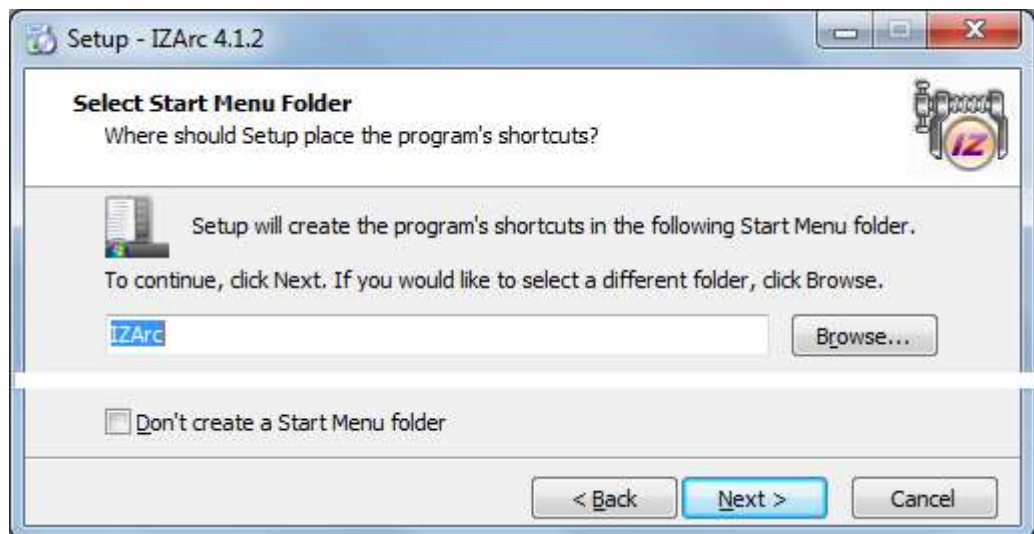 Setup - IZArc 4.1.2
Select Start Menu Folder
Where should Setup place the program's shortcuts?
IZ
Setup will create the program's shortcuts in the following Start Menu folder.
To continue, click Next. If you would like to select a different folder, click Browse.
IZArc
Browse...
Don't create a Start Menu folder
< Back
Next >
Cancel